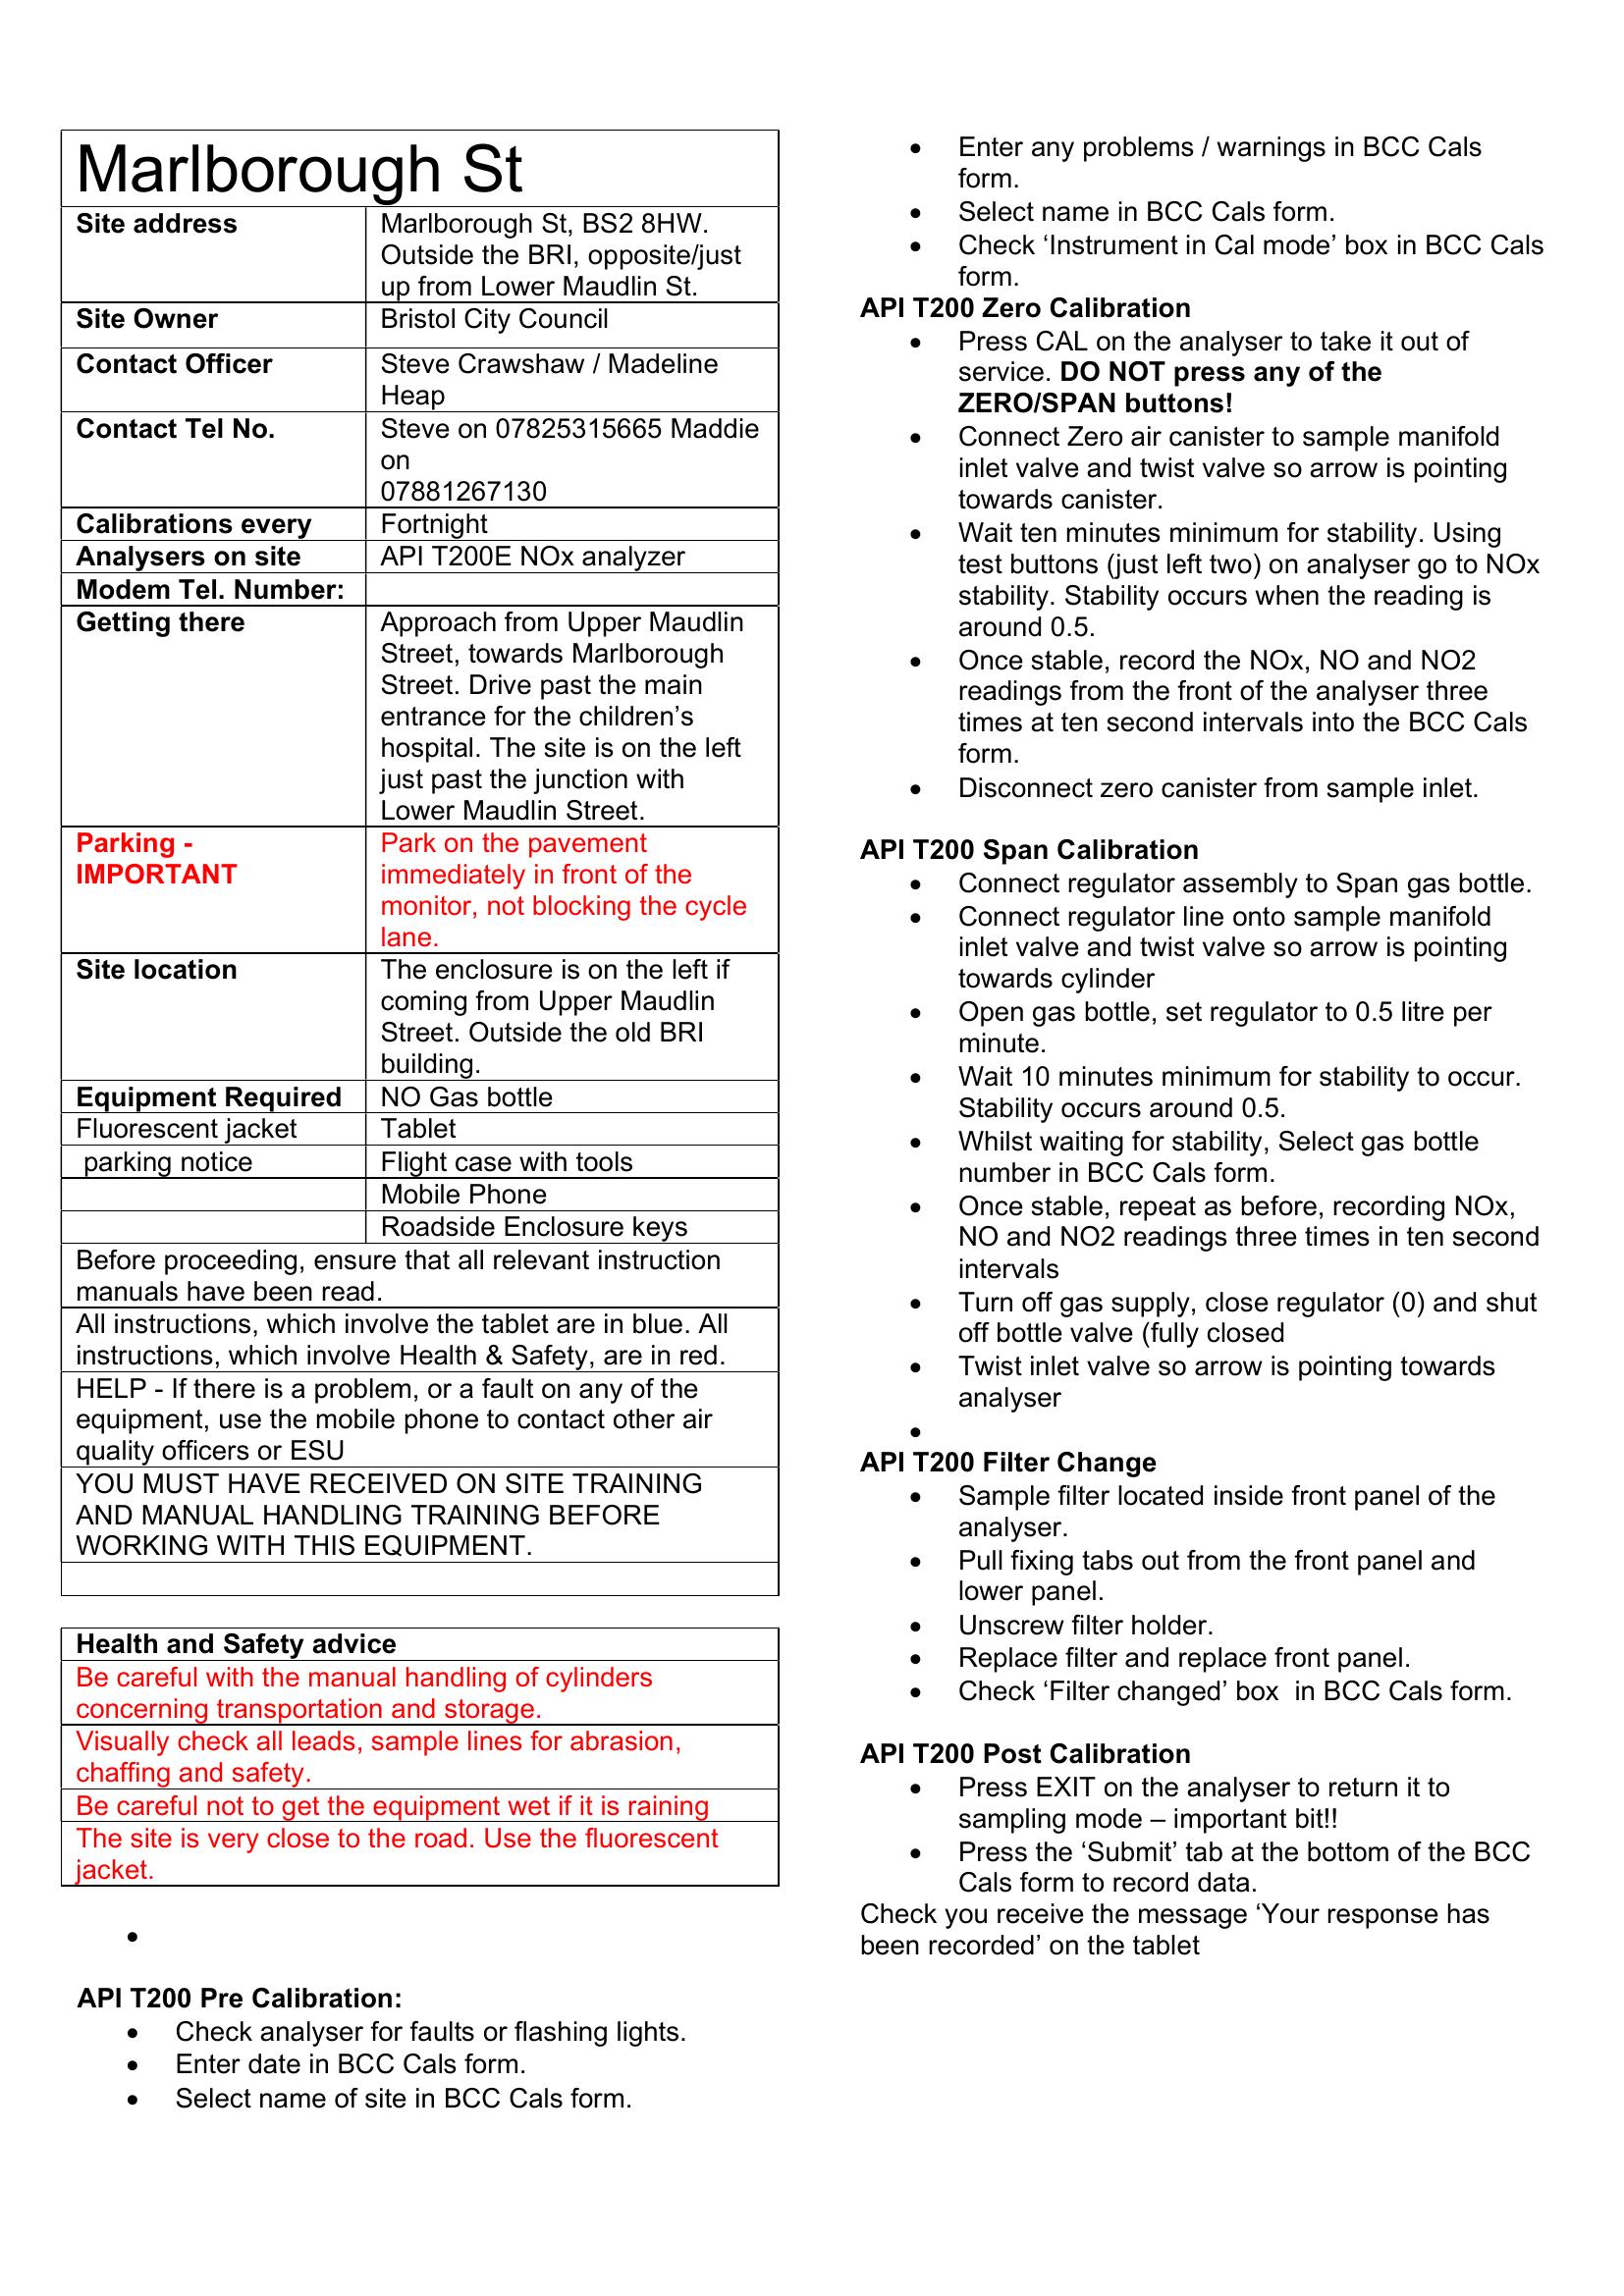 Marlborough St
Site address
Marlborough St, BS2 8HW.
Outside the BRI, opposite/just
up from Lower Maudlin St.
Site Owner
Bristol City Council
Contact Officer
Steve Crawshaw / Madeline
Heap
Contact Tel No.
Steve on 07825315665 Maddie
on
07881267130
Calibrations every
Fortnight
Analysers on site
API T200E NOx analyzer
Modem Tel. Number:
Getting there
Approach from Upper Maudlin
Street, towards Marlborough
Street. Drive past the main
entrance for the children’s
hospital. The site is on the left
just past the junction with
Lower Maudlin Street.
Parking -
IMPORTANT
Park on the pavement
immediately in front of the
monitor, not blocking the cycle
lane.
Site location
The enclosure is on the left if
coming from Upper Maudlin
Street. Outside the old BRI
building.
Equipment Required
NO Gas bottle
Fluorescent jacket
Tablet
parking notice
Flight case with tools
Mobile Phone
Roadside Enclosure keys
Before proceeding, ensure that all relevant instruction
manuals have been read.
All instructions, which involve the tablet are in blue. All
instructions, which involve Health & Safety, are in red.
HELP - If there is a problem, or a fault on any of the
equipment, use the mobile phone to contact other air
quality officers or ESU
YOU MUST HAVE RECEIVED ON SITE TRAINING
AND MANUAL HANDLING TRAINING BEFORE
WORKING WITH THIS EQUIPMENT.
Health and Safety advice
Be careful with the manual handling of cylinders
concerning transportation and storage.
Visually check all leads, sample lines for abrasion,
chaffing and safety.
Be careful not to get the equipment wet if it is raining
The site is very close to the road. Use the fluorescent
jacket.
•
API T200 Pre Calibration:
• Check analyser for faults or flashing lights.
• Enter date in BCC Cals form.
• Select name of site in BCC Cals form.
• Enter any problems / warnings in BCC Cals
form.
• Select name in BCC Cals form.
• Check ‘Instrument in Cal mode’ box in BCC Cals
form.
API T200 Zero Calibration
• Press CAL on the analyser to take it out of
service. DO NOT press any of the
ZERO/SPAN buttons!
• Connect Zero air canister to sample manifold
inlet valve and twist valve so arrow is pointing
towards canister.
• Wait ten minutes minimum for stability. Using
test buttons (just left two) on analyser go to NOx
stability. Stability occurs when the reading is
around 0.5.
• Once stable, record the NOx, NO and NO2
readings from the front of the analyser three
times at ten second intervals into the BCC Cals
form.
• Disconnect zero canister from sample inlet.
API T200 Span Calibration
• Connect regulator assembly to Span gas bottle.
• Connect regulator line onto sample manifold
inlet valve and twist valve so arrow is pointing
towards cylinder
• Open gas bottle, set regulator to 0.5 litre per
minute.
• Wait 10 minutes minimum for stability to occur.
Stability occurs around 0.5.
• Whilst waiting for stability, Select gas bottle
number in BCC Cals form.
• Once stable, repeat as before, recording NOx,
NO and NO2 readings three times in ten second
intervals
• Turn off gas supply, close regulator (0) and shut
off bottle valve (fully closed
• Twist inlet valve so arrow is pointing towards
analyser
•
API T200 Filter Change
• Sample filter located inside front panel of the
analyser.
• Pull fixing tabs out from the front panel and
lower panel.
• Unscrew filter holder.
• Replace filter and replace front panel.
• Check ‘Filter changed’ box in BCC Cals form.
API T200 Post Calibration
• Press EXIT on the analyser to return it to
sampling mode – important bit!!
• Press the ‘Submit’ tab at the bottom of the BCC
Cals form to record data.
Check you receive the message ‘Your response has
been recorded’ on the tablet